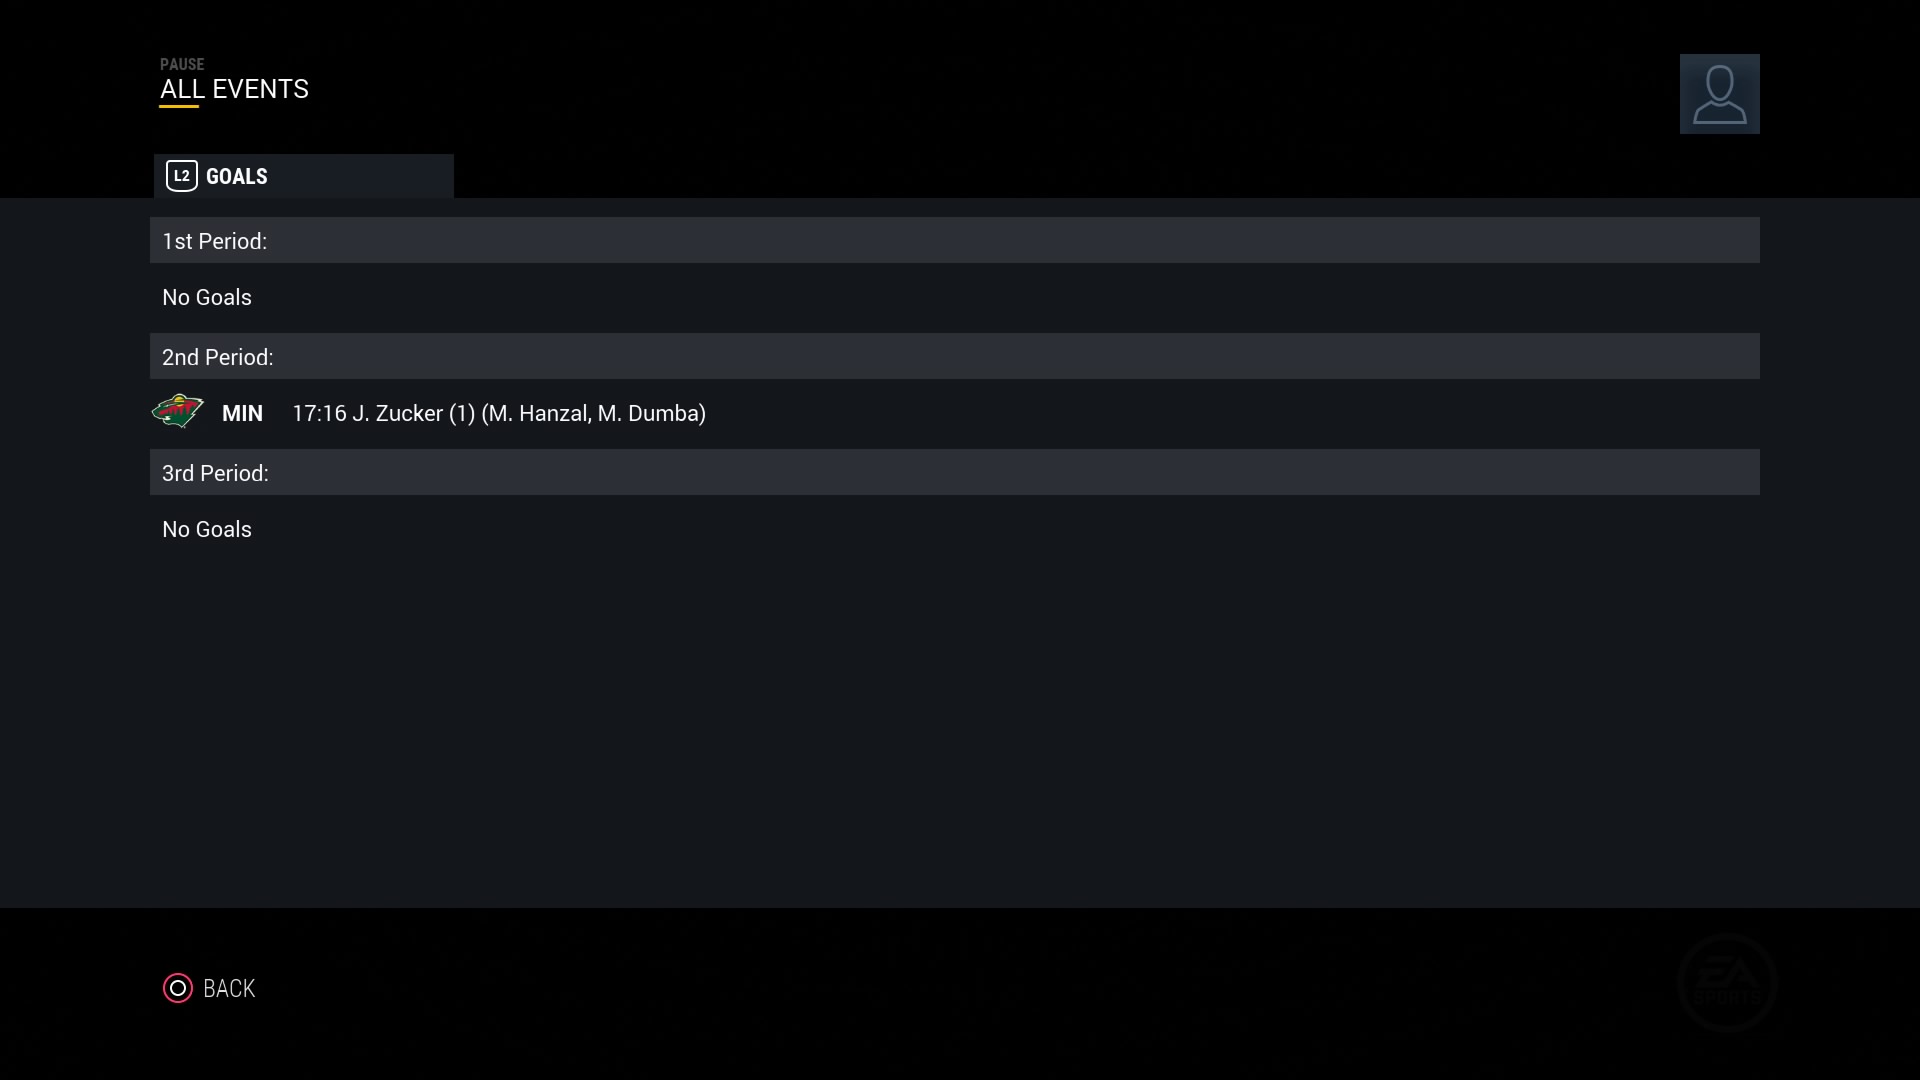 PAUSE
ALL EVENTS
L2 GOALS
1st Period:
No Goals
2nd Period:
MIN 17:16 J. Zucker (1) (M. Hanzal, M. Dumba)
3rd Period:
No Goals
BACK
EA
SPORTS